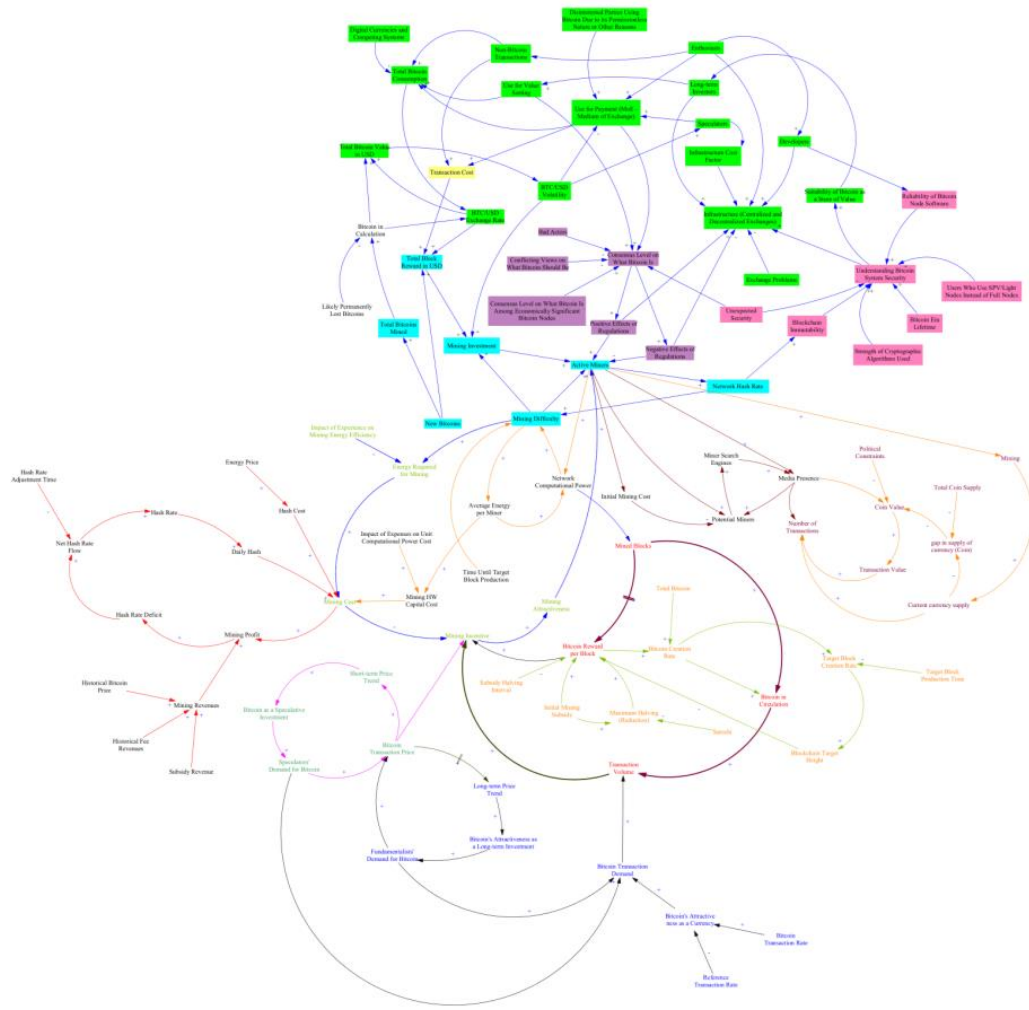 Disinterested Parties Using
Bitcoin Due to Its Permissionless
Nature or Other Reasons
Digital Currencies and
Competing Systems
Non-Bitcoin
Transactions
Enthusiasts
Total Bitcoin
Consumption
Use for Value
Storing
Long-term
Investors
Use for Payment (MoE -
Medium of Exchange)
Speculators
Total Bitcoin Value
in USD
Infrastructure Cost
Factor
Developers
Transaction Cost
BTC/USD
Volatility
Suitability of Bitcoin as
a Store of Value
Reliability of Bitcoin
Node Software
BTC/USD
Exchange Rate
Infrastructure (Centralized and
Decentralized Exchanges)
Bitcoin in
Calculation
Bad Actors
Conflicting Views on
What Bitcoin Should Be
Consensus Level on
What Bitcoin Is
Total Block
Reward in USD
Exchange Problems
Understanding Bitcoin
System Security
Users Who Use SPV/Light
Nodes Instead of Full Nodes
Likely Permanently
Lost Bitcoins
Consensus Level on What Bitcoin Is
Among Economically Significant
Bitcoin Nodes
Unexpected
Security
Bitcoin Era
Lifetime
Total Bitcoins
Mined
Positive Effects of
Regulations
Blockchain
Immutability
Mining Investment
Negative Effects of
Regulations
Strength of Cryptographic
Algorithms Used
Active Miners
Network Hash Rate
New Bitcoins
Mining Difficulty
Impact of Experience on
Mining Energy Efficiency
Energy Required
for Mining
Miner Search
Engines
Political
Constraints
Mining
Hash Rate
Adjustment Time
Energy Price
Network
Computational Power
Media Presence
Total Coin Supply
Initial Mining Cost
Coin Value
Average Energy
per Miner
Hash Rate
Hash Cost
Potential Miners
Number of
Transactions
Net Hash Rate
Flow
Daily Hash
Impact of Expenses on Unit
Computational Power Cost
Mined Blocks
gap in supply of
currency (Coin)
Time Until Target
Block Production
Transaction Value
Total Bitcoin
Mining Cost
Mining HW
Capital Cost
Mining
Attractiveness
Current currency supply
Hash Rate Deficit
Mining Profit
Mining Incentive
Bitcoin Reward
per Block
Bitcoin Creation
Rate
Target Block
Creation Rate
Target Block
Production Time
Short-term Price
Trend
Subsidy Halving
Interval
Historical Bitcoin
Price
Mining Revenues
Bitcoin as a Speculative
Investment
Initial Mining
Subsidy
Maximum Halving
(Reduction)
Bitcoin in
Circulation
Historical Fee
Revenues
Bitcoin
Transaction Price
Blockchain Target
Height
Subsidy Revenue
Speculators'
Demand for Bitcoin
Transaction
Volume
Long-term Price
Trend
Bitcoin's Attractiveness as
a Long-term Investment
Fundamentalists'
Demand for Bitcoin
Bitcoin Transaction
Demand
Bitcoin's Attractive
ness as a Currency
Bitcoin
Transaction Rate
Reference
Transaction Rate